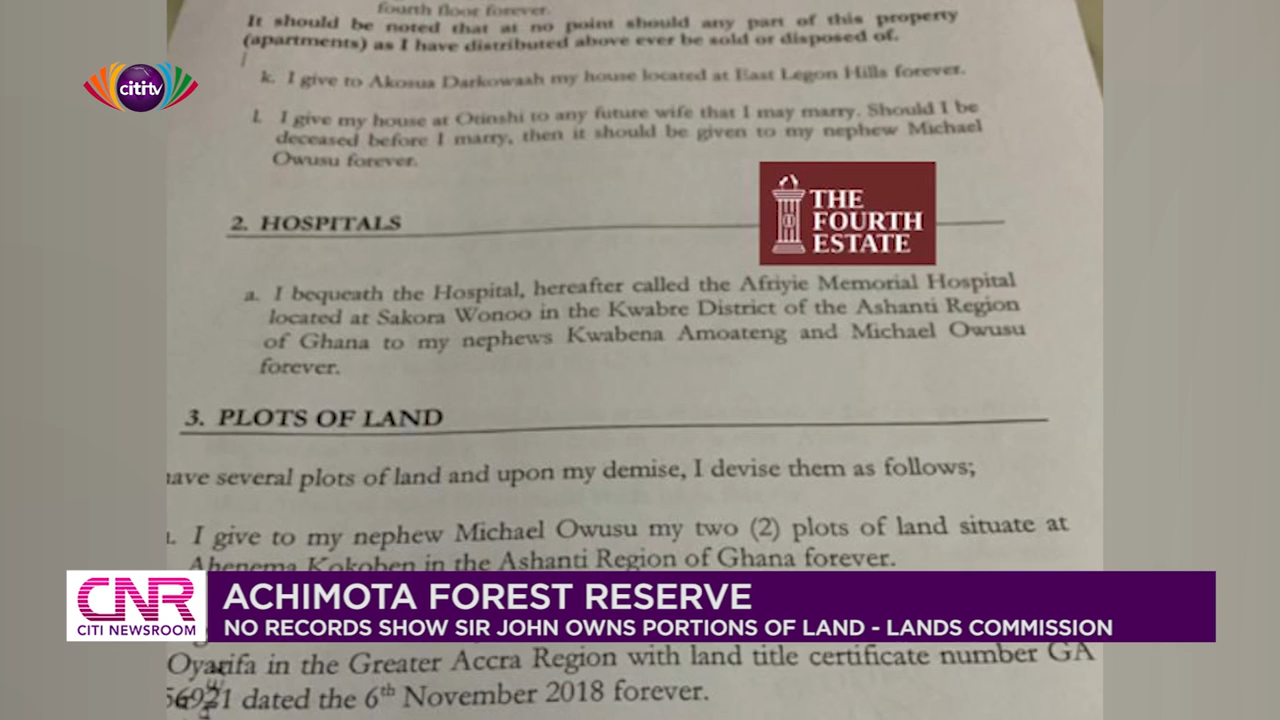 fourth floor forever.
It should be noted that at no point should any part of this property
(apartments) as I have distributed above ever be sold or disposed of.
k. I give to Akosua Darkowaah my house located at East Legon Hills forever.
l. I give my house at Otinshi to any future wife that I may marry. Should I be
deceased before I marry, then it should be given to my nephew Michael
Owusu forever.
cititv
THE
FOURTH
ESTATE
2. HOSPITALS
a. I bequeath the Hospital, hereafter called the Afriyie Memorial Hospital
located at Sakora Wonoo in the Kwabre District of the Ashanti Region
of Ghana to my nephews Kwabena Amoateng and Michael Owusu
forever.
3. PLOTS OF LAND
have several plots of land and upon my demise, I devise them as follows;
I give to my nephew Michael Owusu my two (2) plots of land situate at
Ahenema Kokoben in the Ashanti Region of Ghana forever.
CNR
CITI NEWSROOM
ACHIMOTA FOREST RESERVE
NO RECORDS SHOW SIR JOHN OWNS PORTIONS OF LAND - LANDS COMMISSION
Oyarifa in the Greater Accra Region with land title certificate number GA
56921 dated the 6th November 2018 forever.